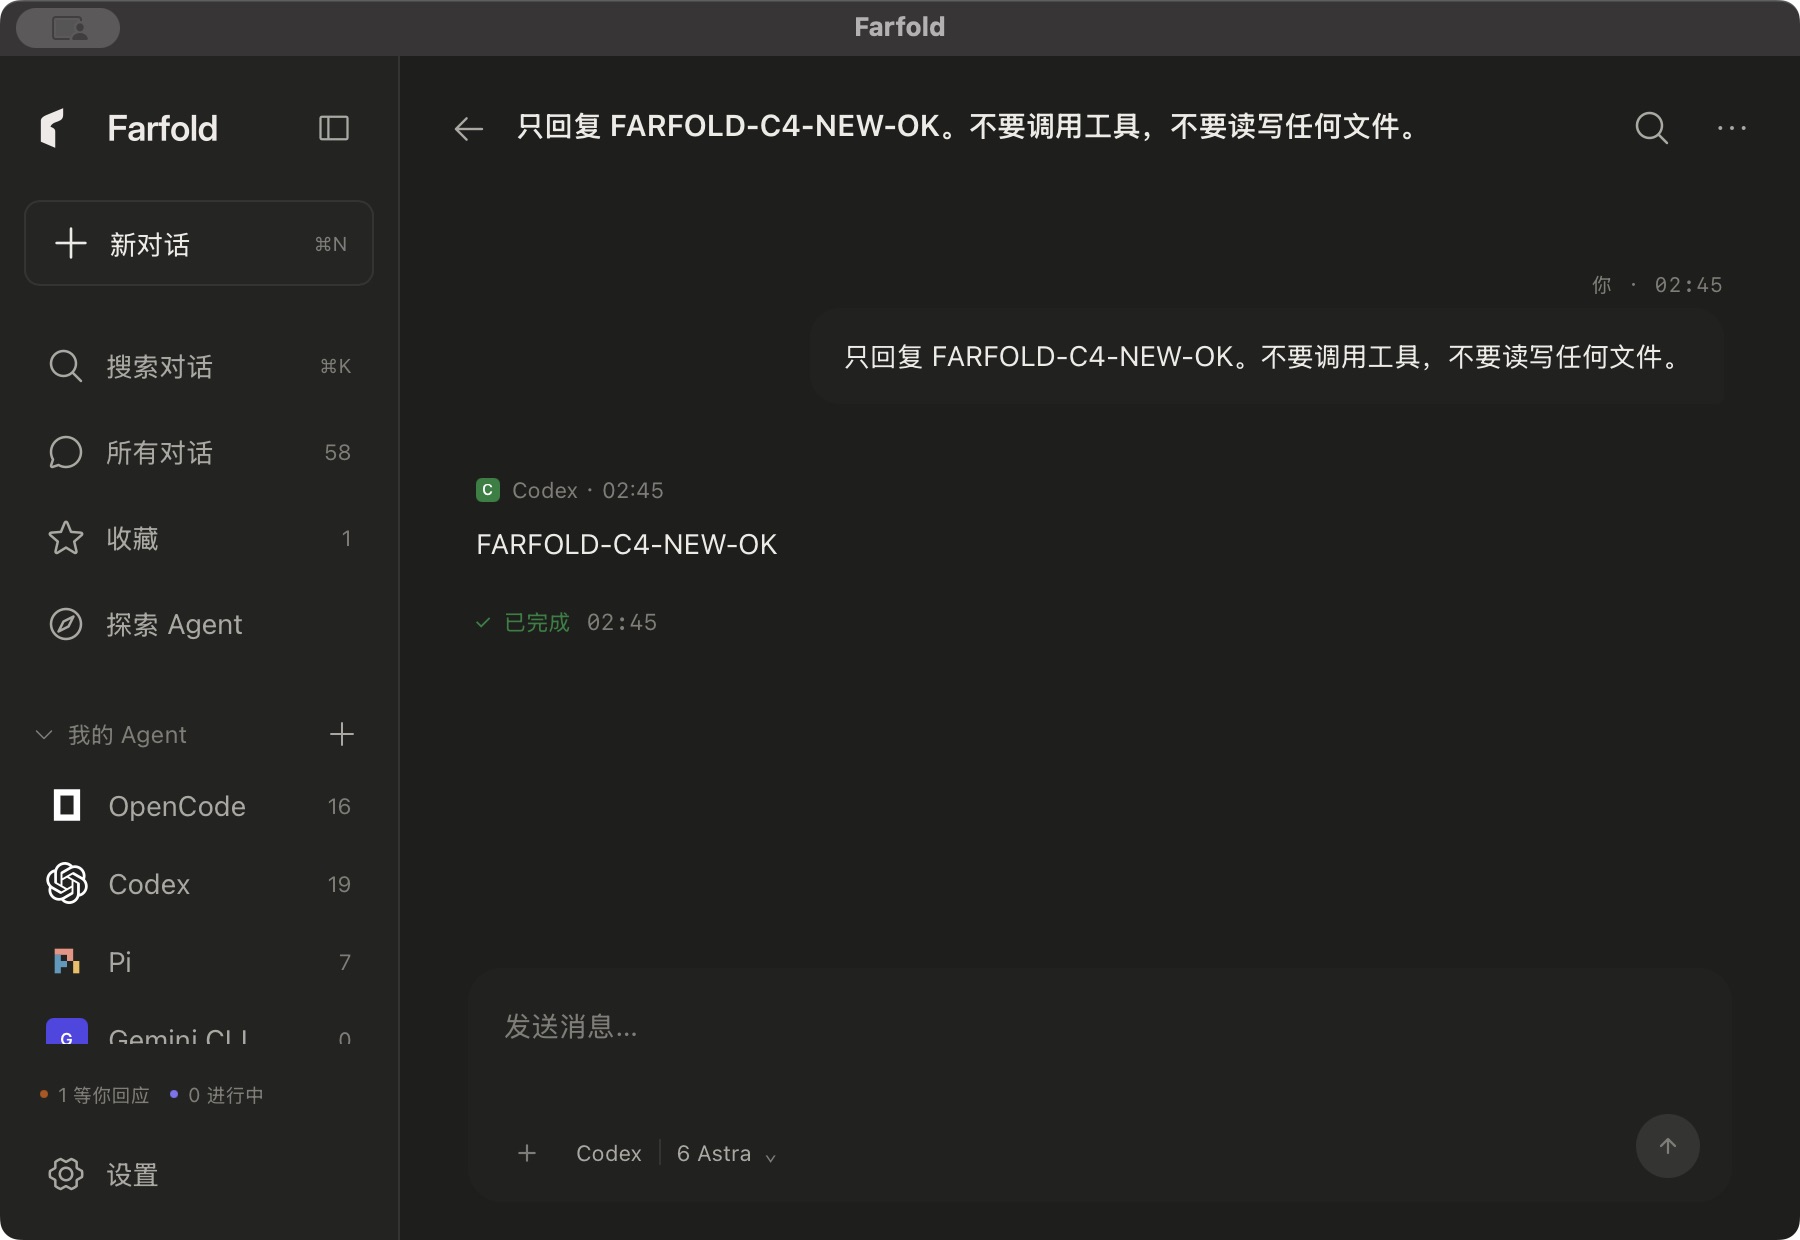 Farfold
Farfold
新对话 ⌘N
搜索对话 ⌘K
所有对话 58
收藏 1
探索 Agent
我的 Agent
OpenCode 16
Codex 19
Pi 7
G Gemini CLI 0
1 等你回应 0 进行中
设置
只回复 FARFOLD-C4-NEW-OK。不要调用工具，不要读写任何文件。
你 · 02:45
只回复 FARFOLD-C4-NEW-OK。不要调用工具，不要读写任何文件。
C Codex · 02:45
FARFOLD-C4-NEW-OK
已完成 02:45
发送消息...
Codex 6 Astra